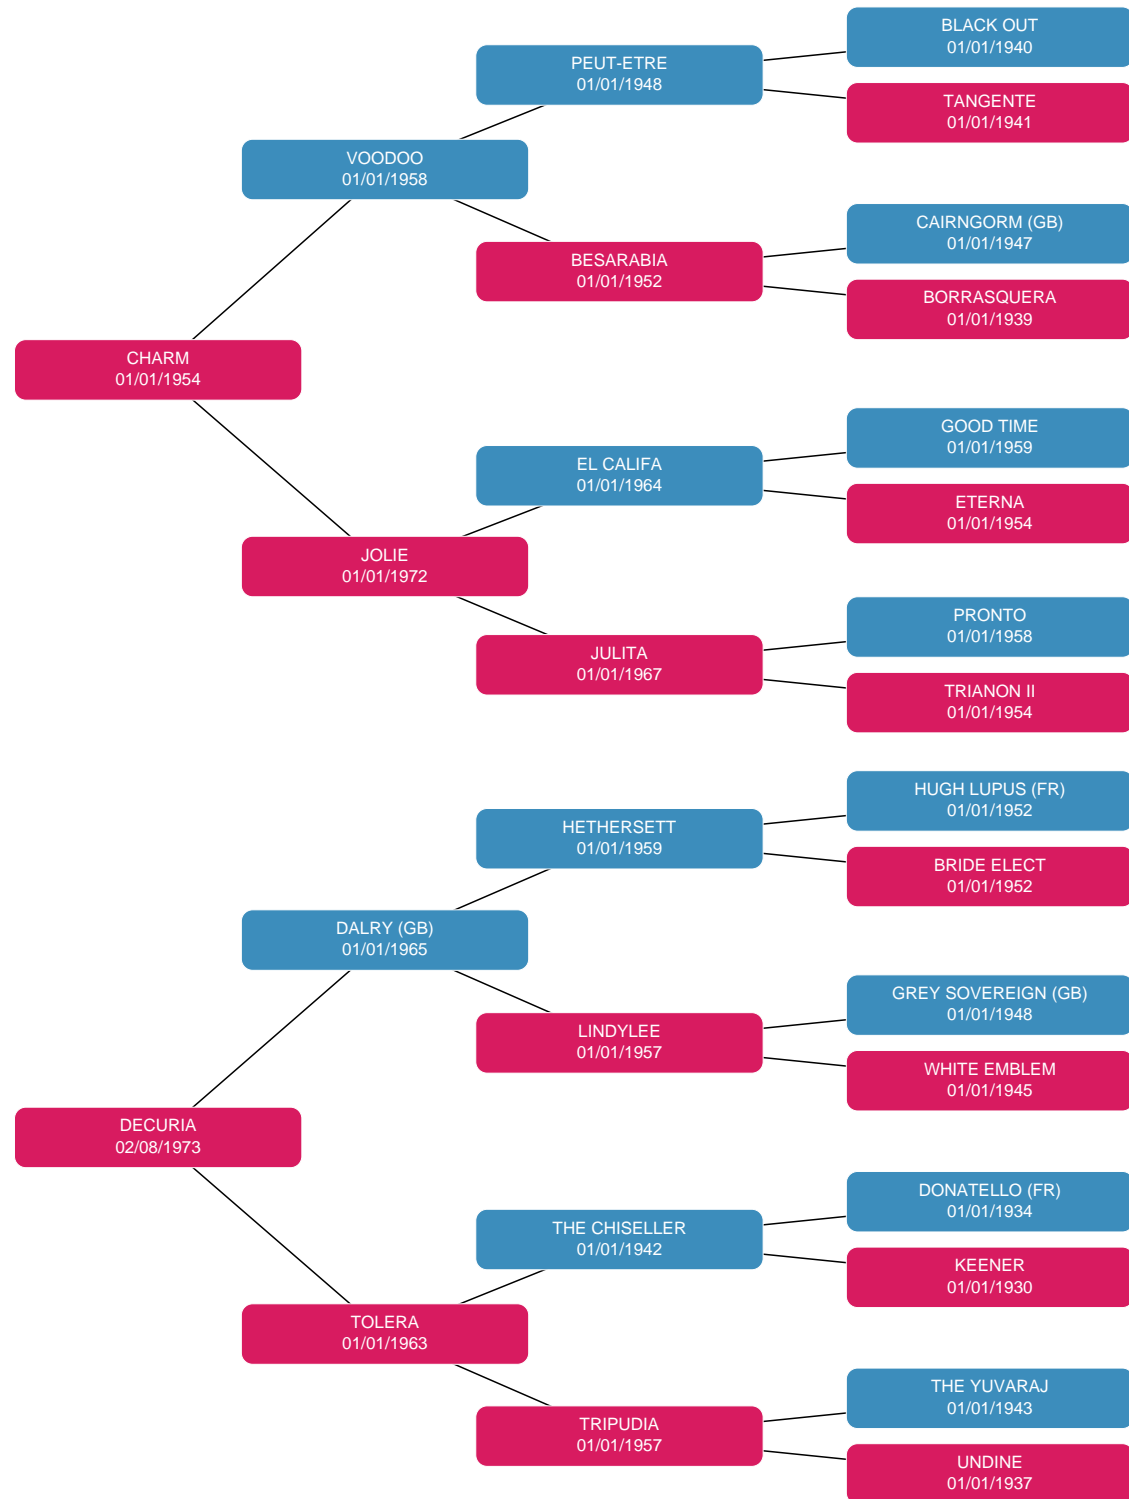 BLACK OUT
01/01/1940
PEUT-ETRE
01/01/1948
TANGENTE
01/01/1941
VOODOO
01/01/1958
CAIRNGORM (GB)
01/01/1947
BESARABIA
01/01/1952
BORRASQUERA
01/01/1939
CHARM
01/01/1954
GOOD TIME
01/01/1959
EL CALIFA
01/01/1964
ETERNA
01/01/1954
JOLIE
01/01/1972
PRONTO
01/01/1958
JULITA
01/01/1967
TRIANON II
01/01/1954
HUGH LUPUS (FR)
01/01/1952
HETHERSETT
01/01/1959
BRIDE ELECT
01/01/1952
DALRY (GB)
01/01/1965
GREY SOVEREIGN (GB)
01/01/1948
LINDYLEE
01/01/1957
WHITE EMBLEM
01/01/1945
DECURIA
02/08/1973
DONATELLO (FR)
01/01/1934
THE CHISELLER
01/01/1942
KEENER
01/01/1930
TOLERA
01/01/1963
THE YUVARAJ
01/01/1943
TRIPUDIA
01/01/1957
UNDINE
01/01/1937